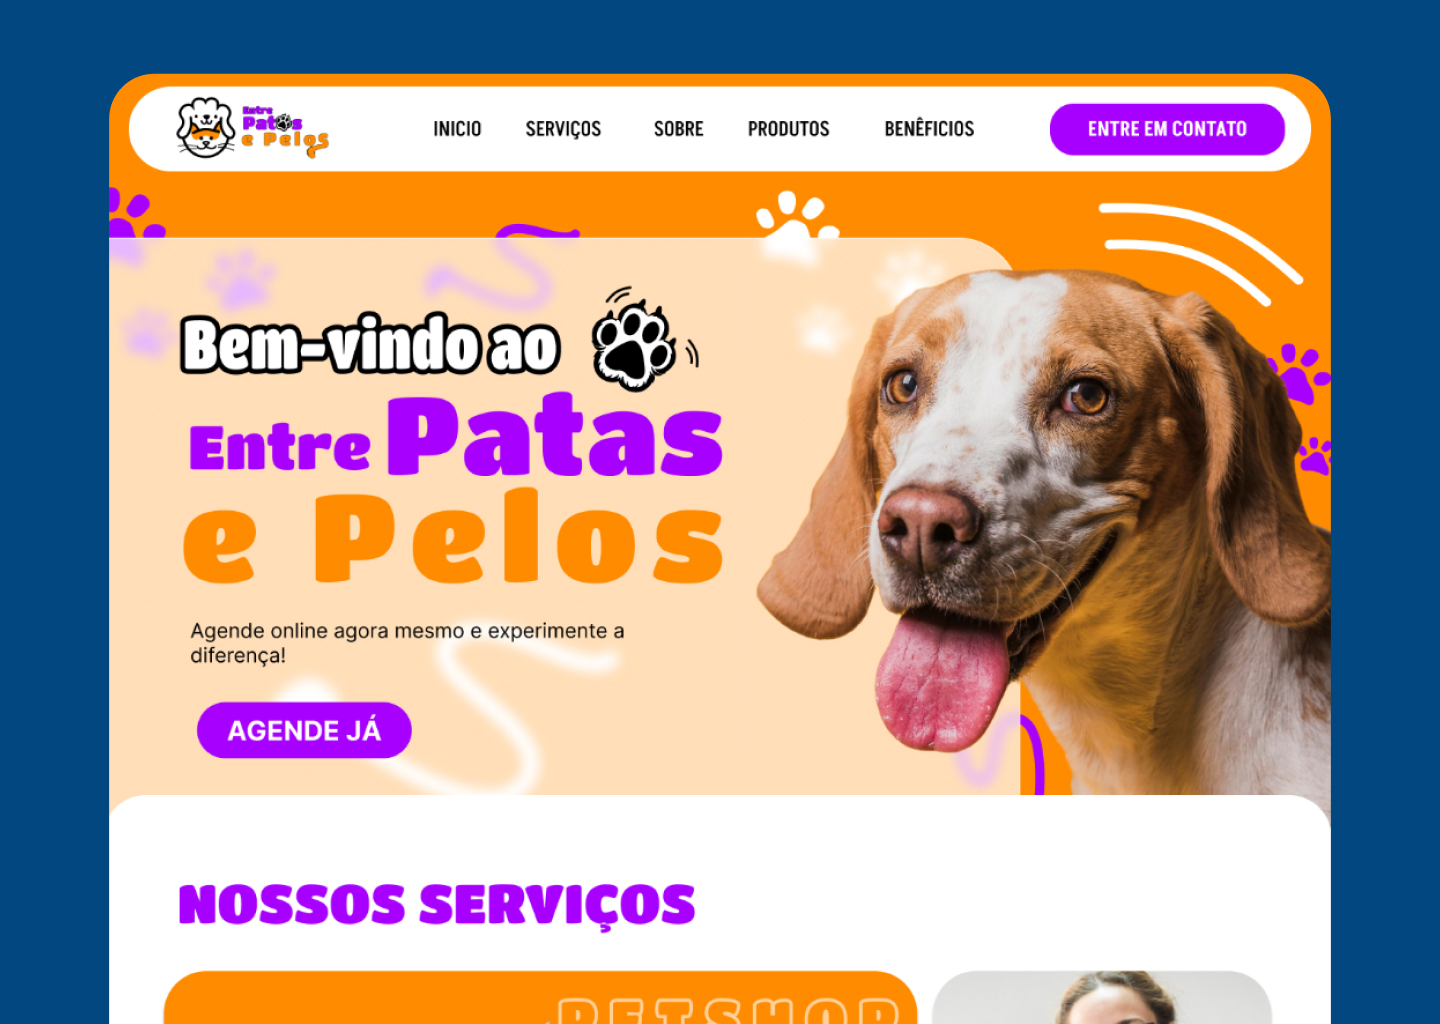 Entre
Patas
e Pelos
INICIO
SERVIÇOS
SOBRE
PRODUTOS
BENÊFICIOS
ENTRE EM CONTATO
Bem-vindo ao
Entre Patas
e Pelos
Agende online agora mesmo e experimente a
diferença!
AGENDE JÁ
NOSSOS SERVIÇOS
PETSHOP